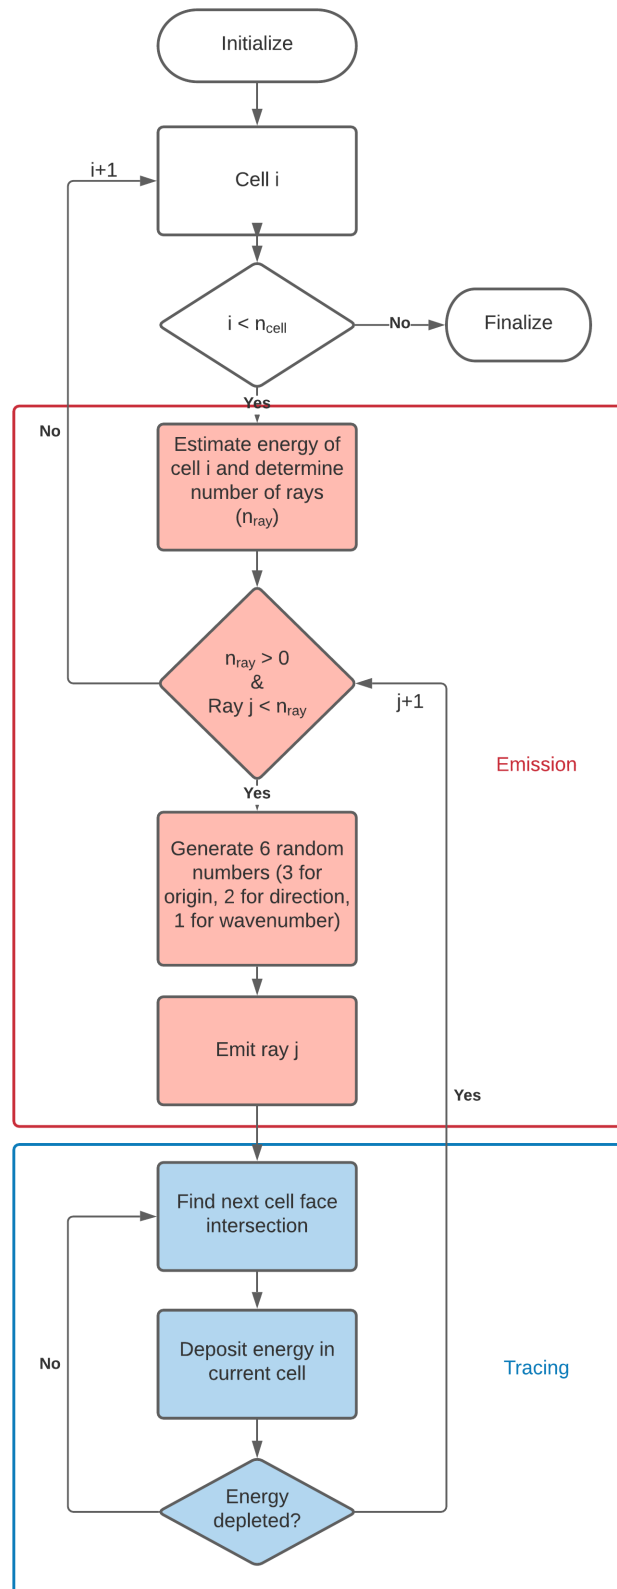 Initialize
i+1
Cell i
i < n_cell
No
Finalize
Yes
No
Estimate energy of
cell i and determine
number of rays
(n_ray)
n_ray > 0
&
Ray j < n_ray
j+1
Emission
Yes
Generate 6 random
numbers (3 for
origin, 2 for direction,
1 for wavenumber)
Emit ray j
Yes
Find next cell face
intersection
No
Deposit energy in
current cell
Tracing
Energy
depleted?